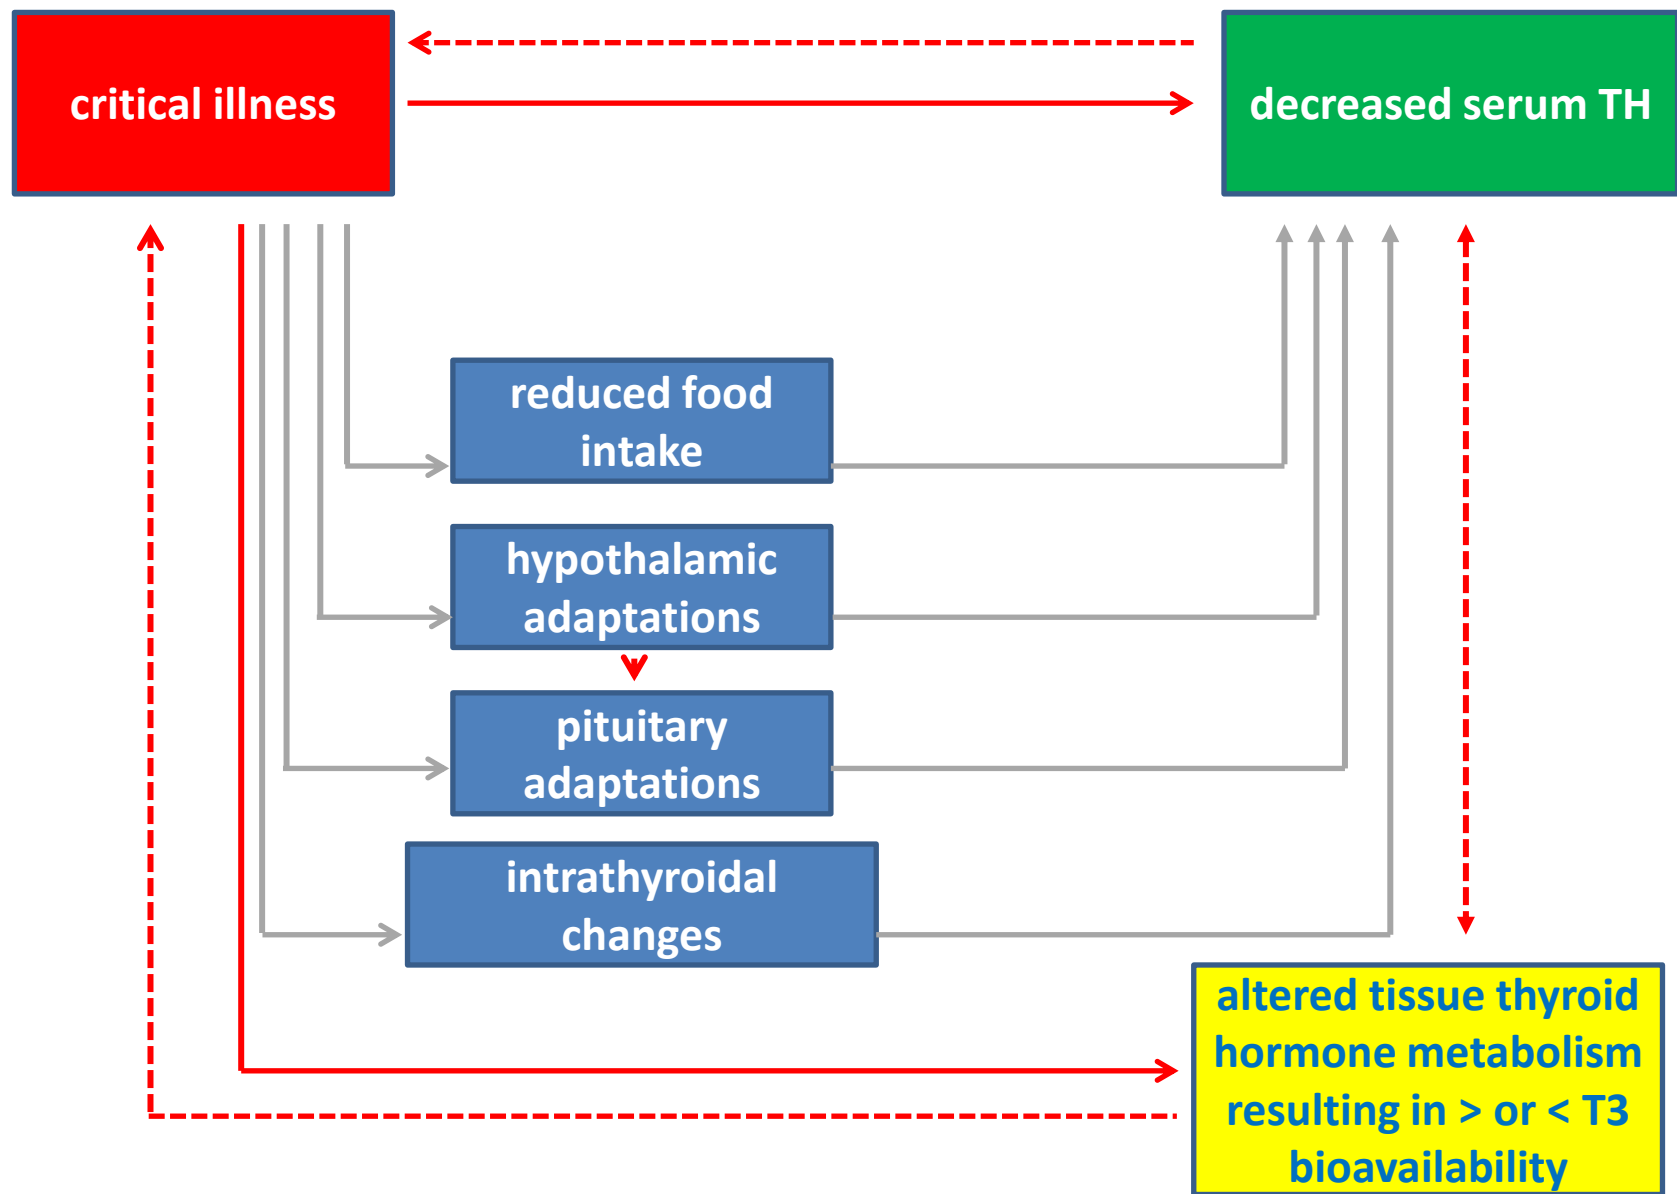 critical illness
decreased serum TH
reduced food
intake
hypothalamic
adaptations
pituitary
adaptations
intrathyroidal
changes
altered tissue thyroid
hormone metabolism
resulting in > or < T3
bioavailability